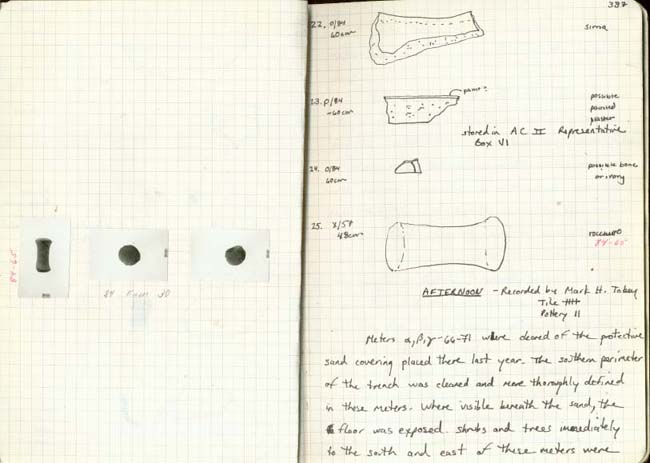 84-65
84 From 30
387
22. O/84
60cm
sima
23. P/84
~60cm
paint?
possible
painted
plaster
stored in AC II Representative
Box VI
24. O/84
60cm
possible bone
or ivory
25. X/58
48cm
rocchetto
84-65
AFTERNOON - Recorded by Mark H. Tobey
Tile
Pottery II
Meters α,β,γ-66-71 were cleared of the protective
sand covering placed there last year. The southern perimeter
of the trench was cleaned and more thoroughly defined
in these meters. Where visible beneath the sand, the
floor was exposed. Shrubs and trees immediately
to the south and east of these meters were